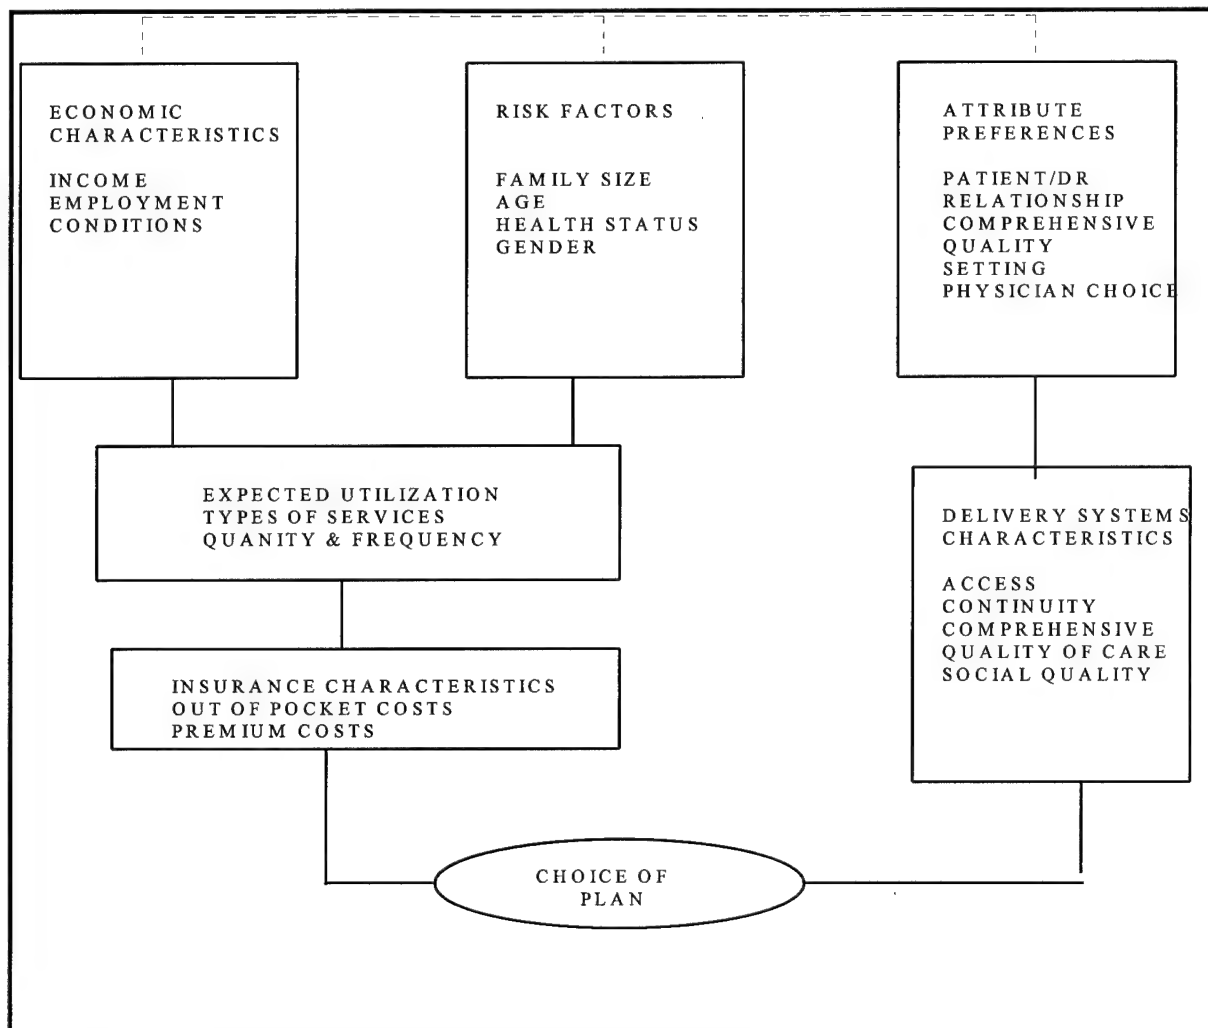 ECONOMIC
CHARACTERISTICS
INCOME
EMPLOYMENT
CONDITIONS
RISK FACTORS
FAMILY SIZE
AGE
HEALTH STATUS
GENDER
ATTRIBUTE
PREFERENCES
PATIENT/DR
RELATIONSHIP
COMPREHENSIVE
QUALITY
SETTING
PHYSICIAN CHOICE
EXPECTED UTILIZATION
TYPES OF SERVICES
QUANITY & FREQUENCY
DELIVERY SYSTEMS
CHARACTERISTICS
ACCESS
CONTINUITY
COMPREHENSIVE
QUALITY OF CARE
SOCIAL QUALITY
INSURANCE CHARACTERISTICS
OUT OF POCKET COSTS
PREMIUM COSTS
CHOICE OF
PLAN